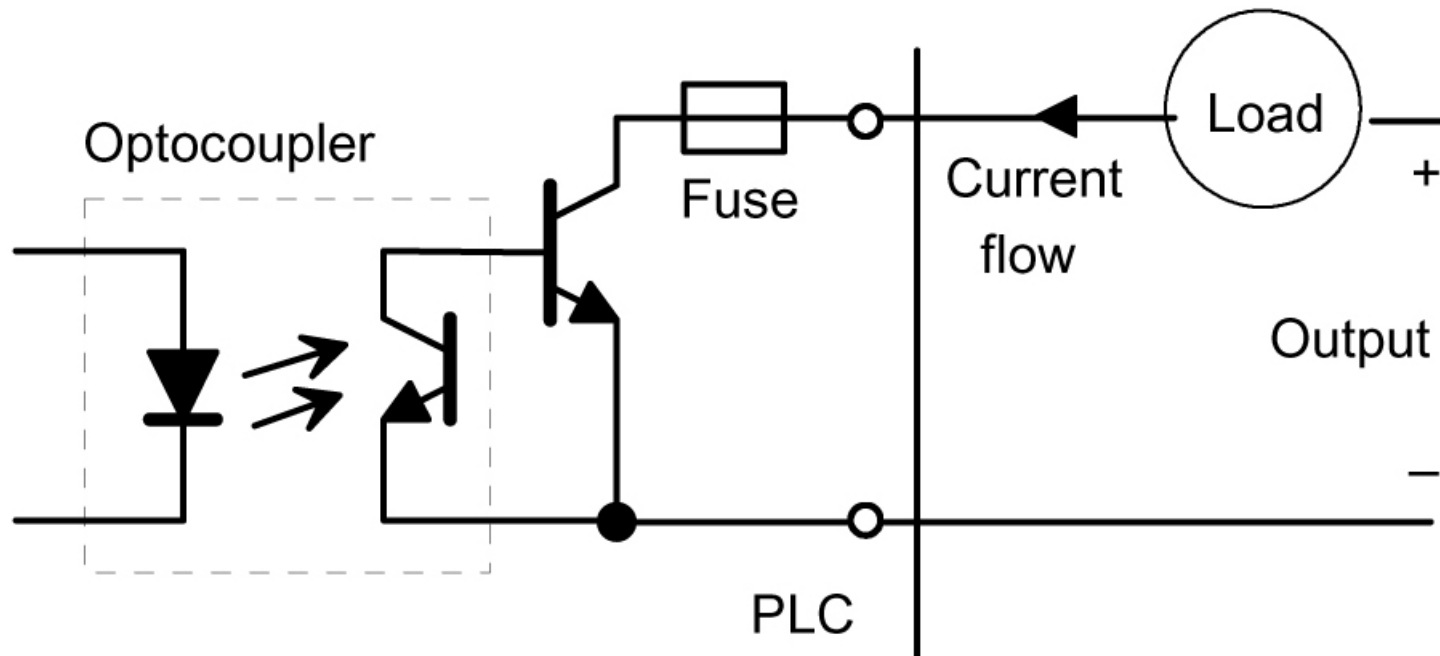 Optocoupler
Fuse
Current
flow
Load
+
Output
–
PLC